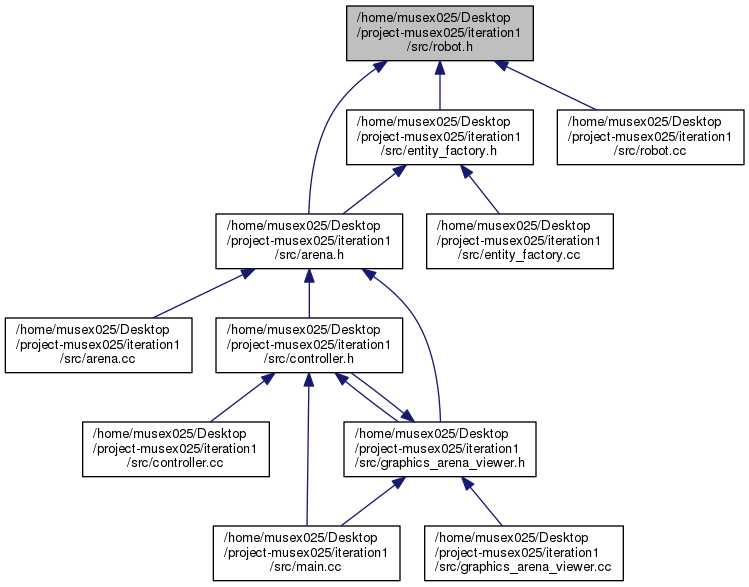 /home/musex025/Desktop
/project-musex025/iteration1
/src/robot.h
/home/musex025/Desktop
/project-musex025/iteration1
/src/entity_factory.h
/home/musex025/Desktop
/project-musex025/iteration1
/src/robot.cc
/home/musex025/Desktop
/project-musex025/iteration1
/src/arena.h
/home/musex025/Desktop
/project-musex025/iteration1
/src/entity_factory.cc
/home/musex025/Desktop
/project-musex025/iteration1
/src/arena.cc
/home/musex025/Desktop
/project-musex025/iteration1
/src/controller.h
/home/musex025/Desktop
/project-musex025/iteration1
/src/controller.cc
/home/musex025/Desktop
/project-musex025/iteration1
/src/graphics_arena_viewer.h
/home/musex025/Desktop
/project-musex025/iteration1
/src/main.cc
/home/musex025/Desktop
/project-musex025/iteration1
/src/graphics_arena_viewer.cc